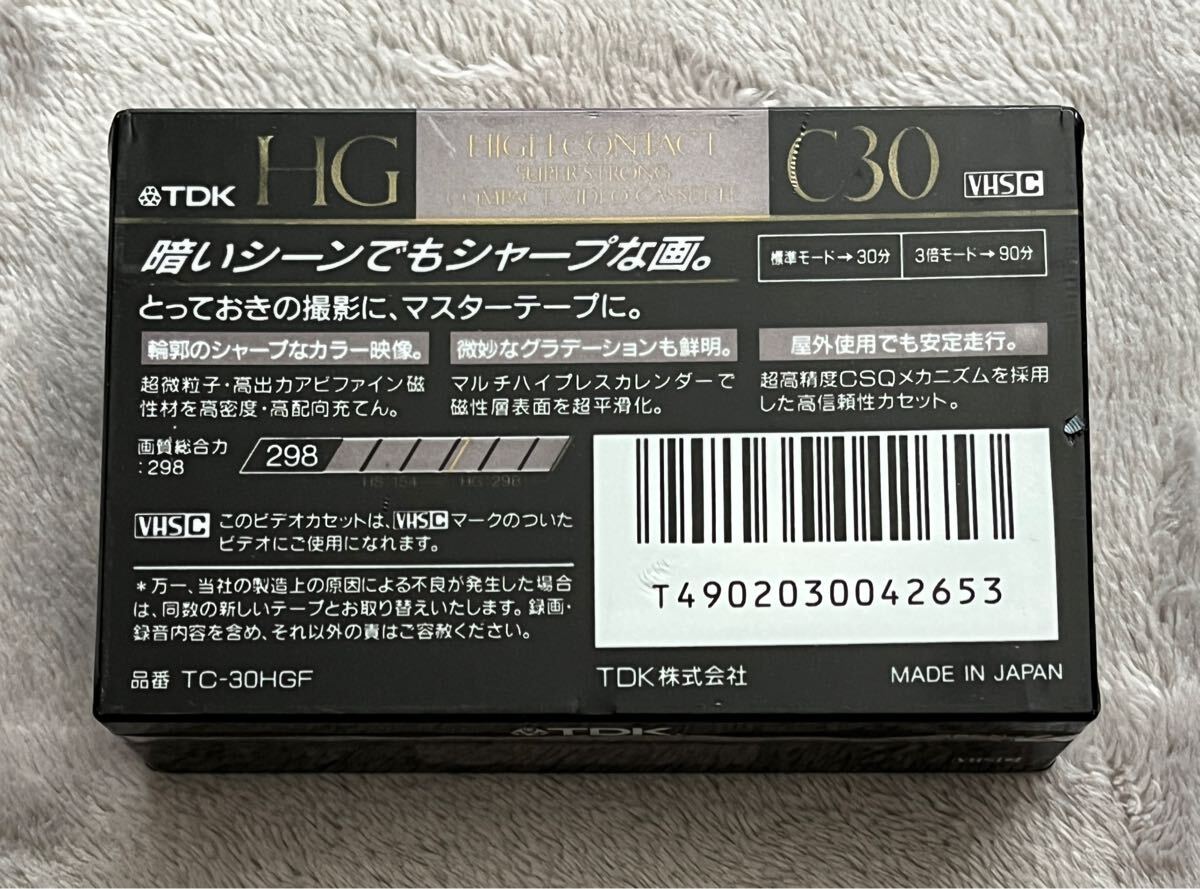 TDK HG HIGH CONTACT C30 VHS C
SUPER STRONG
COMPACT VIDEO CASSETTE
暗いシーンでもシャープな画。
標準モード→30分 3倍モード→90分
とっておきの撮影に、マスターテープに。
輪郭のシャープなカラー映像。
超微粒子・高出力アビファイン磁
性材を高密度・高配向充てん。
微妙なグラデーションも鮮明。
マルチハイプレスカレンダーで
磁性層表面を超平滑化。
屋外使用でも安定走行。
超高精度CSQメカニズムを採用
した高信頼性カセット。
画質総合力
:298
298
HS:154 HG:298
VHS C このビデオカセットは、VHS Cマークのついた
ビデオにご使用になれます。
*万一、当社の製造上の原因による不良が発生した場合
は、同数の新しいテープとお取り替えいたします。録画・
録音内容を含め、それ以外の責はご容赦ください。
品番 TC-30HGF
T4902030042653
TDK株式会社 MADE IN JAPAN
TDK
VHS C